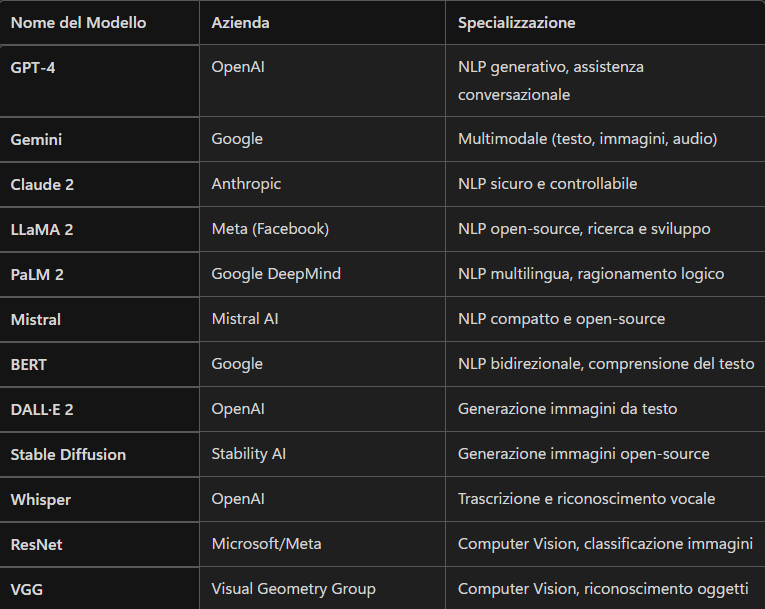 Nome del Modello Azienda Specializzazione
GPT-4 OpenAI NLP generativo, assistenza
conversazionale
Gemini Google Multimodale (testo, immagini, audio)
Claude 2 Anthropic NLP sicuro e controllabile
LLaMA 2 Meta (Facebook) NLP open-source, ricerca e sviluppo
PaLM 2 Google DeepMind NLP multilingua, ragionamento logico
Mistral Mistral AI NLP compatto e open-source
BERT Google NLP bidirezionale, comprensione del testo
DALL·E 2 OpenAI Generazione immagini da testo
Stable Diffusion Stability AI Generazione immagini open-source
Whisper OpenAI Trascrizione e riconoscimento vocale
ResNet Microsoft/Meta Computer Vision, classificazione immagini
VGG Visual Geometry Group Computer Vision, riconoscimento oggetti